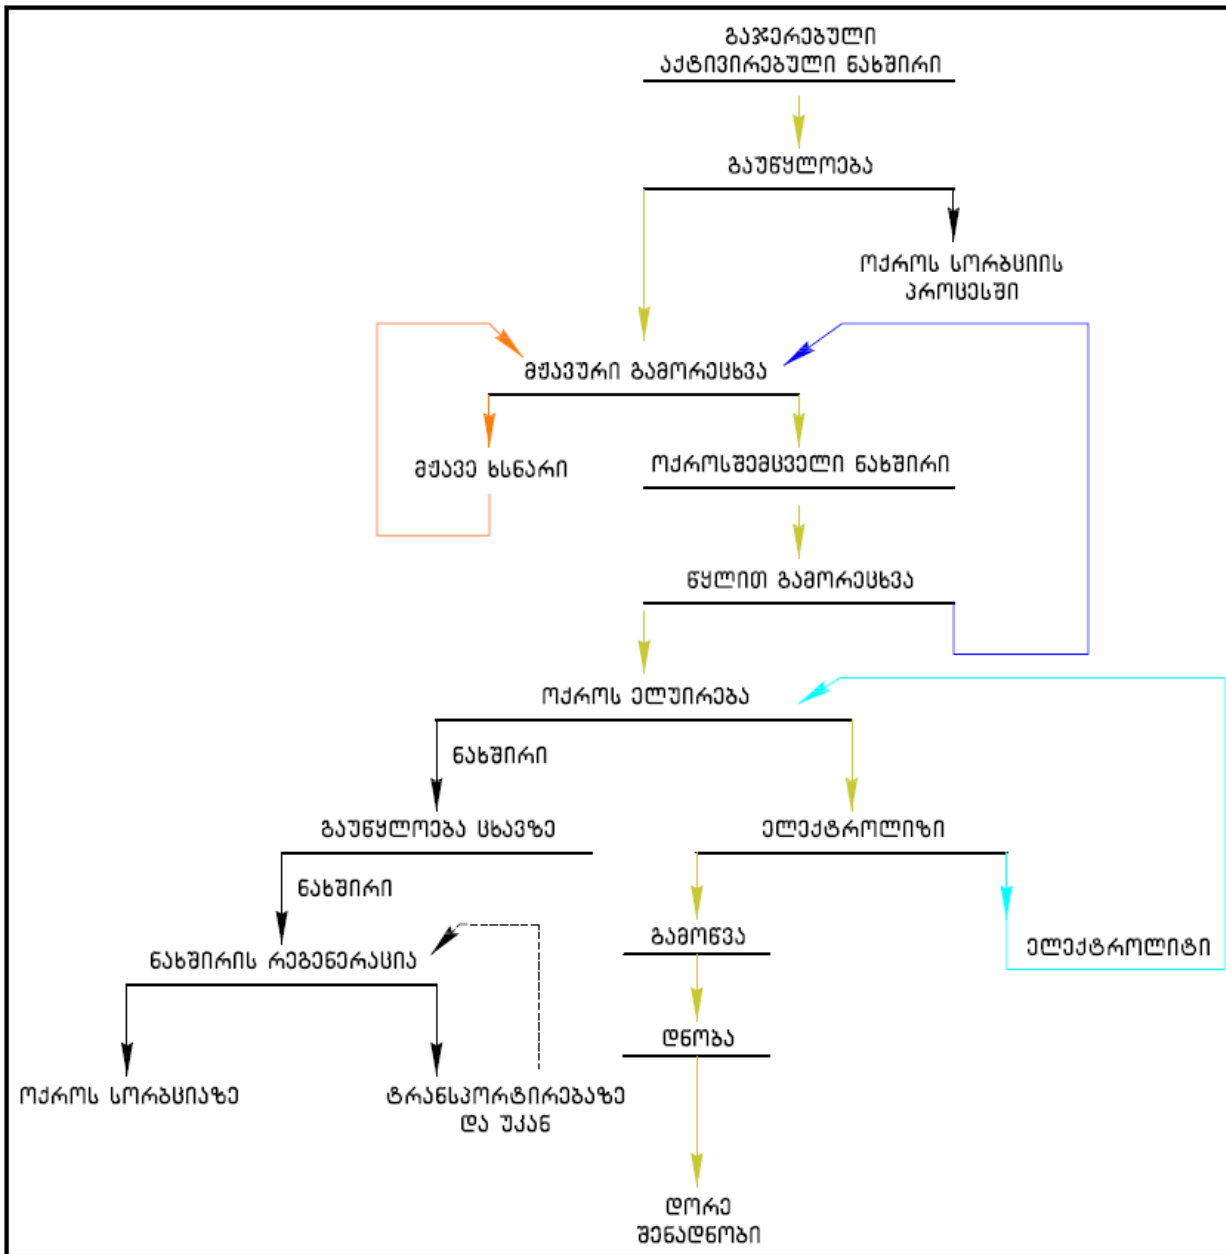 გაჯერებული
აქტივირებული ნახშირი
გაუწყლოება
ოქროს სორბციის
პროცესში
მჟავური გამორეცხვა
მჟავე ხსნარი
ოქროსშემცველი ნახშირი
წყლით გამორეცხვა
ოქროს ელუირება
ნახშირი
გაუწყლოება ცხავზე
ელექტროლიზი
ნახშირი
გამოწვა
ელექტროლიტი
ნახშირის რეგენერაცია
დნობა
ოქროს სორბციაზე
ტრანსპორტირებაზე
და უკან
დორე
შენადნობი